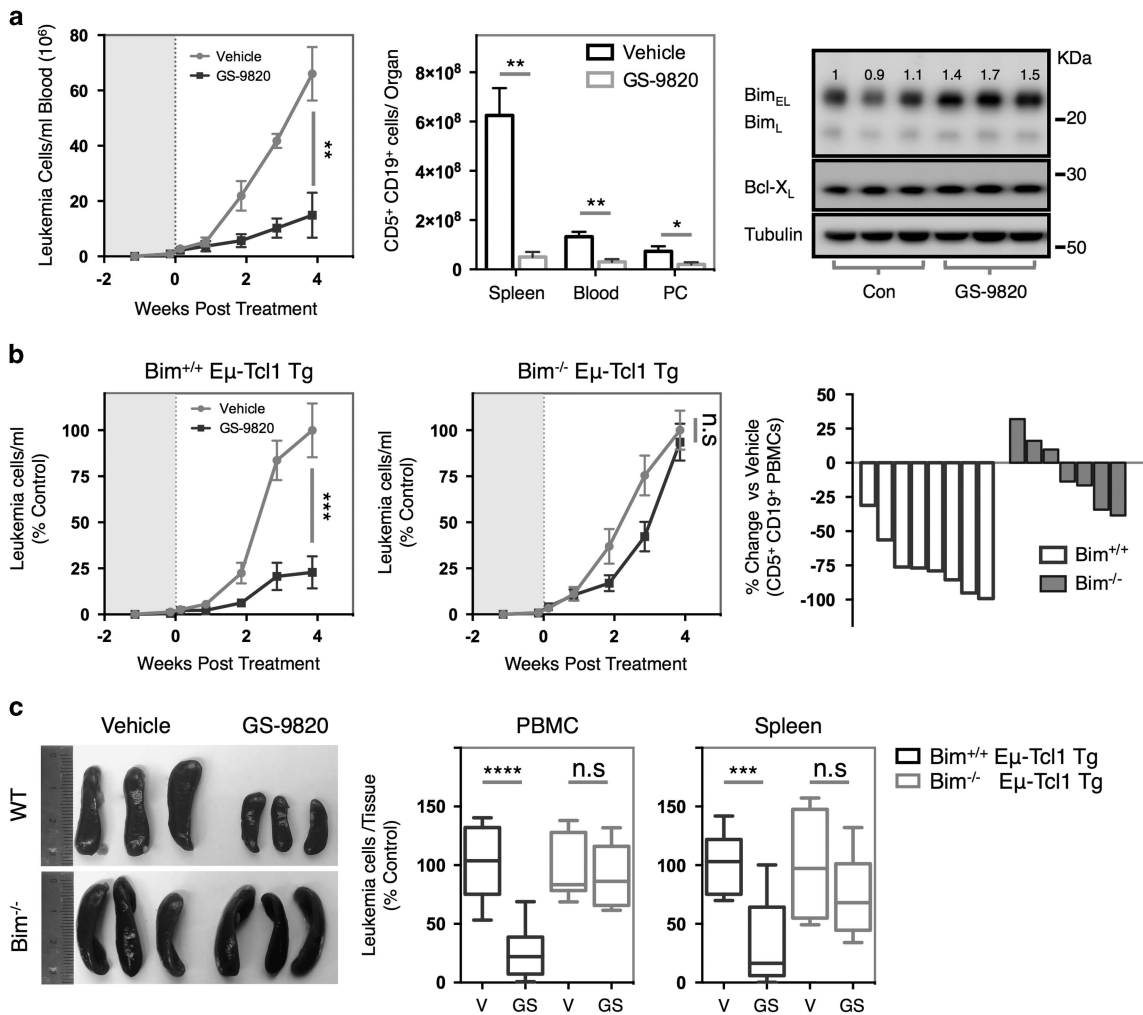 a
Leukemia Cells/ml Blood (10⁶)
80
60
40
20
0
-2 0 2 4
Weeks Post Treatment
Vehicle
GS-9820
**
CD5⁺ CD19⁺ cells/ Organ
8×10⁸
6×10⁸
4×10⁸
2×10⁸
0
Vehicle
GS-9820
** ** *
Spleen Blood PC
KDa
1 0.9 1.1 1.4 1.7 1.5
Bim_EL
Bim_L
20
30
Bcl-X_L
Tubulin
50
Con GS-9820
b
Bim⁺/⁺ Eμ-Tcl1 Tg
Leukemia cells/ml
(% Control)
100
75
50
25
0
-2 0 2 4
Weeks Post Treatment
Vehicle
GS-9820
***
Bim⁻/⁻ Eμ-Tcl1 Tg
Leukemia cells/ml
(% Control)
100
75
50
25
0
-2 0 2 4
Weeks Post Treatment
n.s
% Change vs Vehicle
(CD5⁺ CD19⁺ PBMCs)
50
25
0
-25
-50
-75
-100
Bim⁺/⁺
Bim⁻/⁻
c
Vehicle GS-9820
WT
Bim⁻/⁻
PBMC
Leukemia cells /Tissue
(% Control)
150
100
50
0
**** n.s
V GS V GS
Spleen
150
100
50
0
*** n.s
V GS V GS
Bim⁺/⁺ Eμ-Tcl1 Tg
Bim⁻/⁻ Eμ-Tcl1 Tg